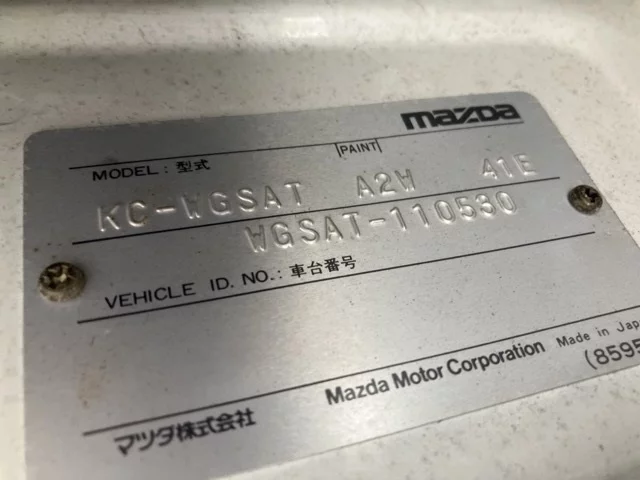 mazda
MODEL: 型式 PAINT
KC-WGSAT A2W 41E
WGSAT-110530
VEHICLE ID. NO.: 車台番号
マツダ株式会社 Mazda Motor Corporation Made in Japa
(8595